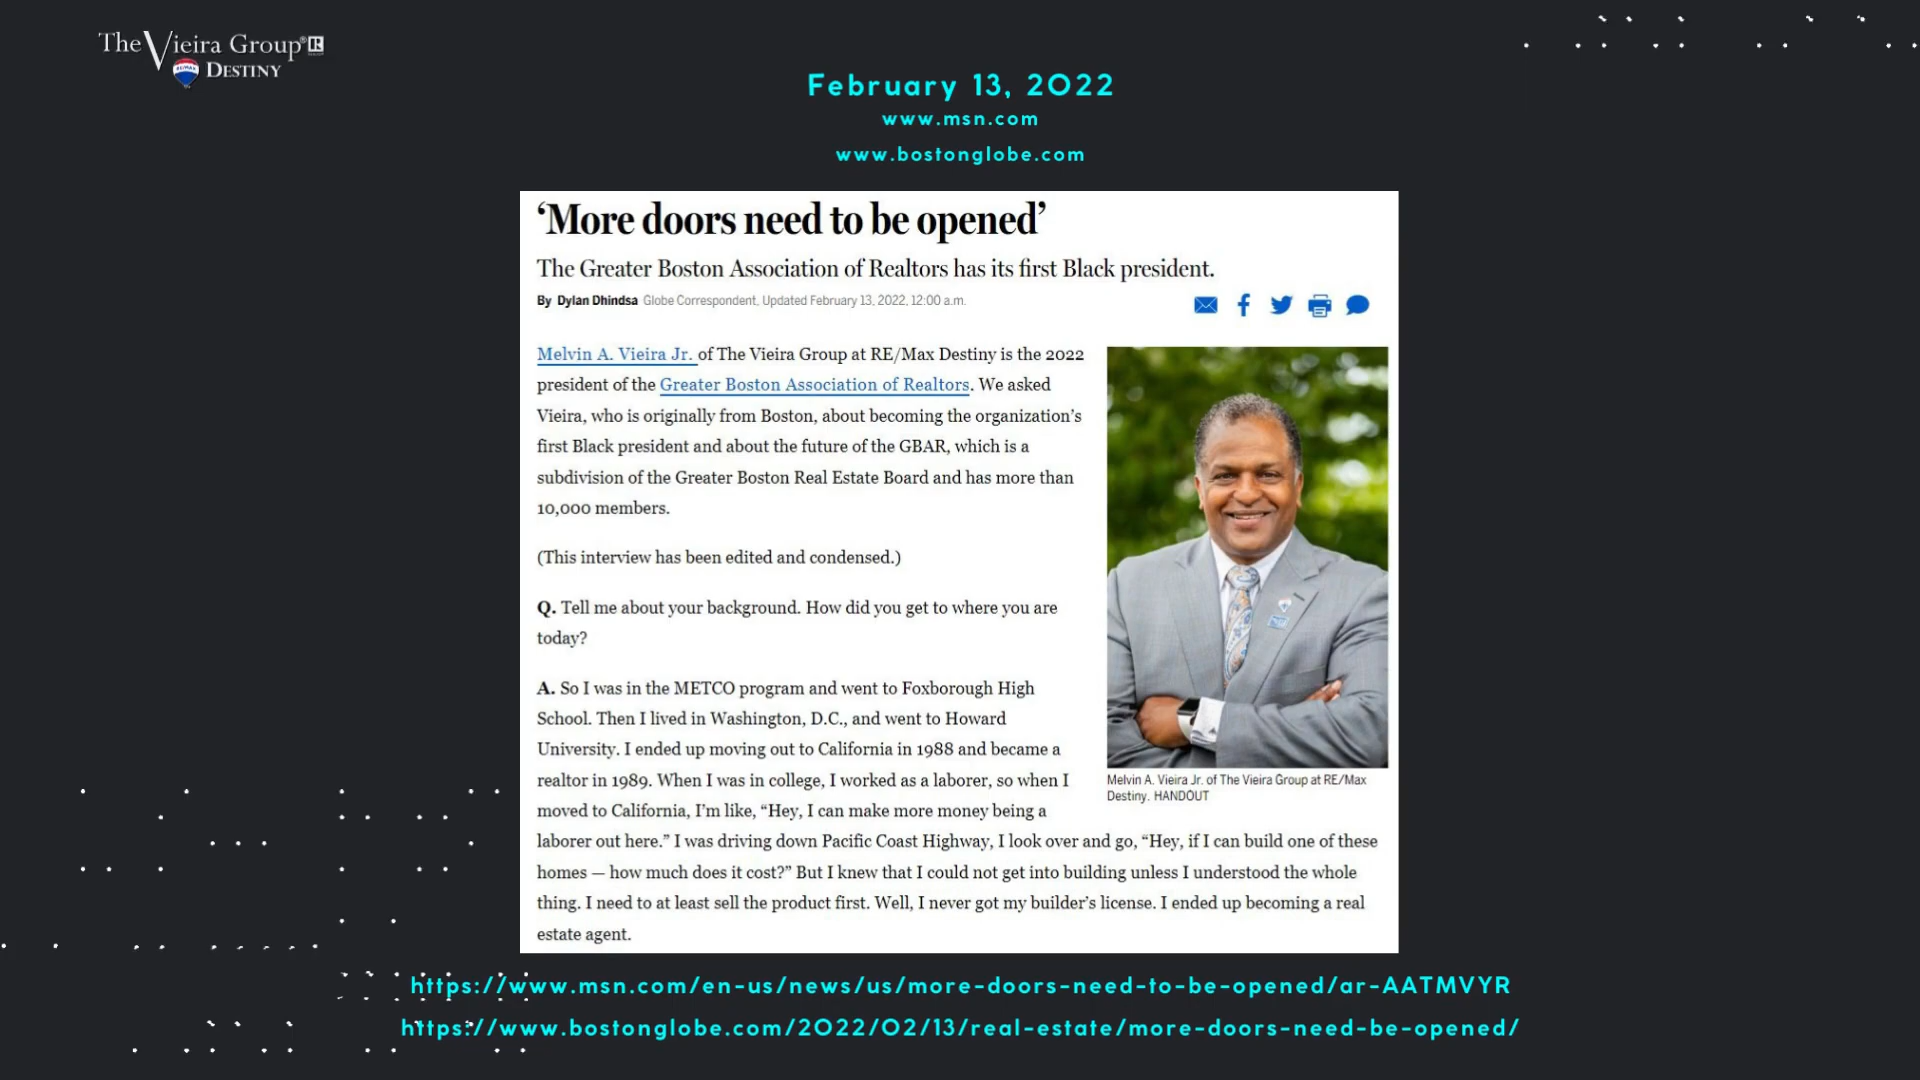 The Vieira Group® R
RE/MAX DESTINY
February 13, 2022
www.msn.com
www.bostonglobe.com
‘More doors need to be opened’
The Greater Boston Association of Realtors has its first Black president.
By Dylan Dhindsa Globe Correspondent, Updated February 13, 2022, 12:00 a.m.
Melvin A. Vieira Jr. of The Vieira Group at RE/Max Destiny is the 2022
president of the Greater Boston Association of Realtors. We asked
Vieira, who is originally from Boston, about becoming the organization’s
first Black president and about the future of the GBAR, which is a
subdivision of the Greater Boston Real Estate Board and has more than
10,000 members.
(This interview has been edited and condensed.)
Q. Tell me about your background. How did you get to where you are
today?
A. So I was in the METCO program and went to Foxborough High
School. Then I lived in Washington, D.C., and went to Howard
University. I ended up moving out to California in 1988 and became a
realtor in 1989. When I was in college, I worked as a laborer, so when I
moved to California, I’m like, “Hey, I can make more money being a
laborer out here.” I was driving down Pacific Coast Highway, I look over and go, “Hey, if I can build one of these
homes — how much does it cost?” But I knew that I could not get into building unless I understood the whole
thing. I need to at least sell the product first. Well, I never got my builder’s license. I ended up becoming a real
estate agent.
Melvin A. Vieira Jr. of The Vieira Group at RE/Max
Destiny. HANDOUT
https://www.msn.com/en-us/news/us/more-doors-need-to-be-opened/ar-AATMVYR
https://www.bostonglobe.com/2022/02/13/real-estate/more-doors-need-be-opened/